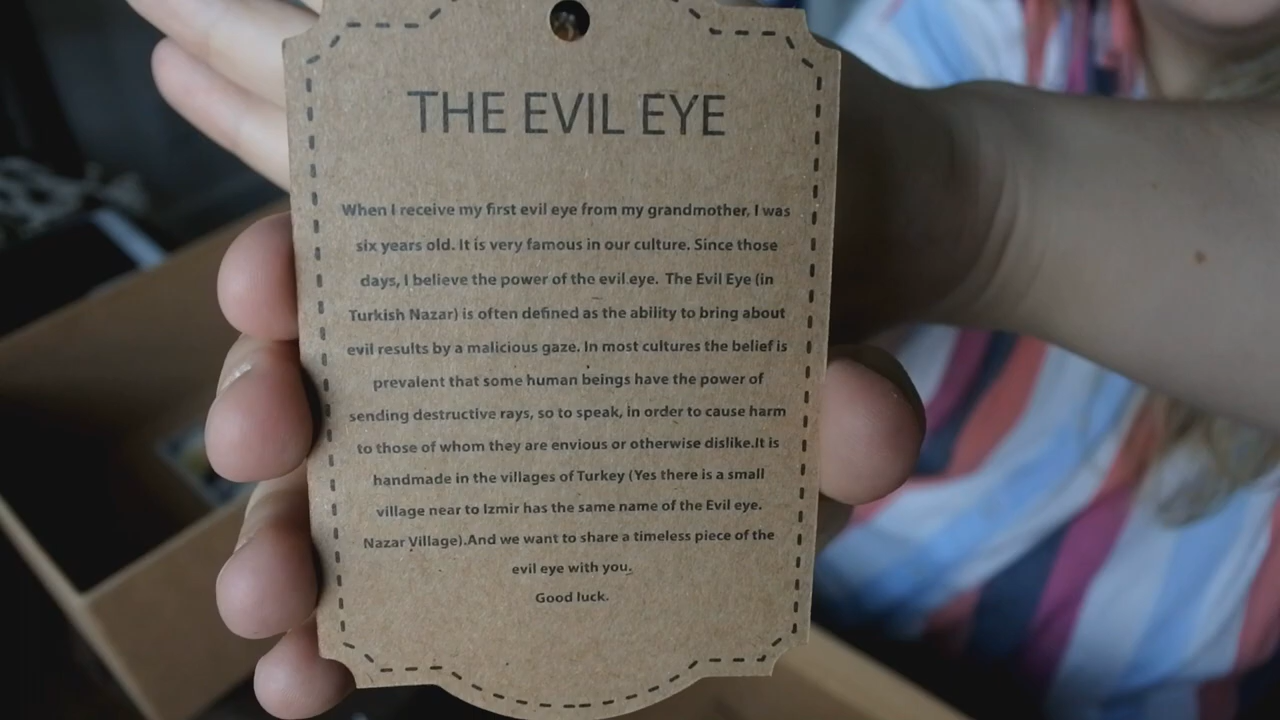 THE EVIL EYE
When I receive my first evil eye from my grandmother, I was
six years old. It is very famous in our culture. Since those
days, I believe the power of the evil eye. The Evil Eye (in
Turkish Nazar) is often defined as the ability to bring about
evil results by a malicious gaze. In most cultures the belief is
prevalent that some human beings have the power of
sending destructive rays, so to speak, in order to cause harm
to those of whom they are envious or otherwise dislike.It is
handmade in the villages of Turkey (Yes there is a small
village near to Izmir has the same name of the Evil eye.
Nazar Village).And we want to share a timeless piece of the
evil eye with you.
Good luck.